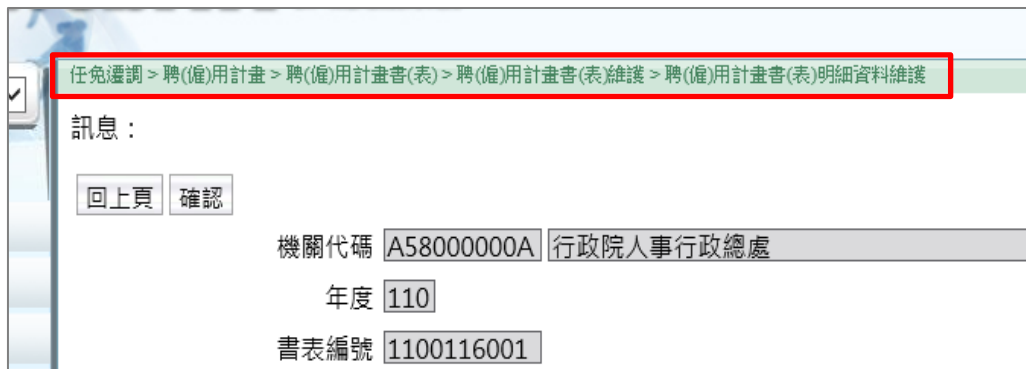 任免遷調 > 聘(僱)用計畫 > 聘(僱)用計畫書(表) > 聘(僱)用計畫書(表)維護 > 聘(僱)用計畫書(表)明細資料維護
訊息：
回上頁 確認
機關代碼 A58000000A 行政院人事行政總處
年度 110
書表編號 1100116001